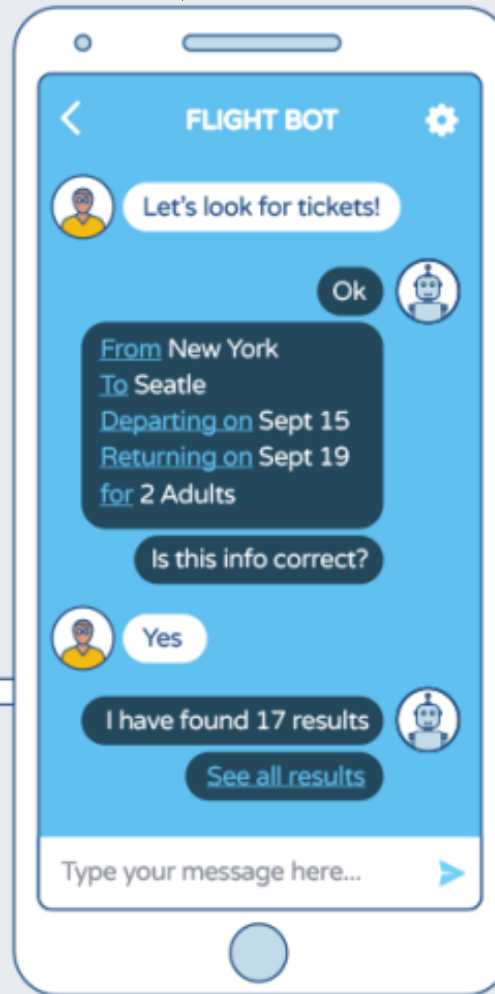 FLIGHT BOT
Let's look for tickets!
Ok
From New York
To Seatle
Departing on Sept 15
Returning on Sept 19
for 2 Adults
Is this info correct?
Yes
I have found 17 results
See all results
Type your message here...